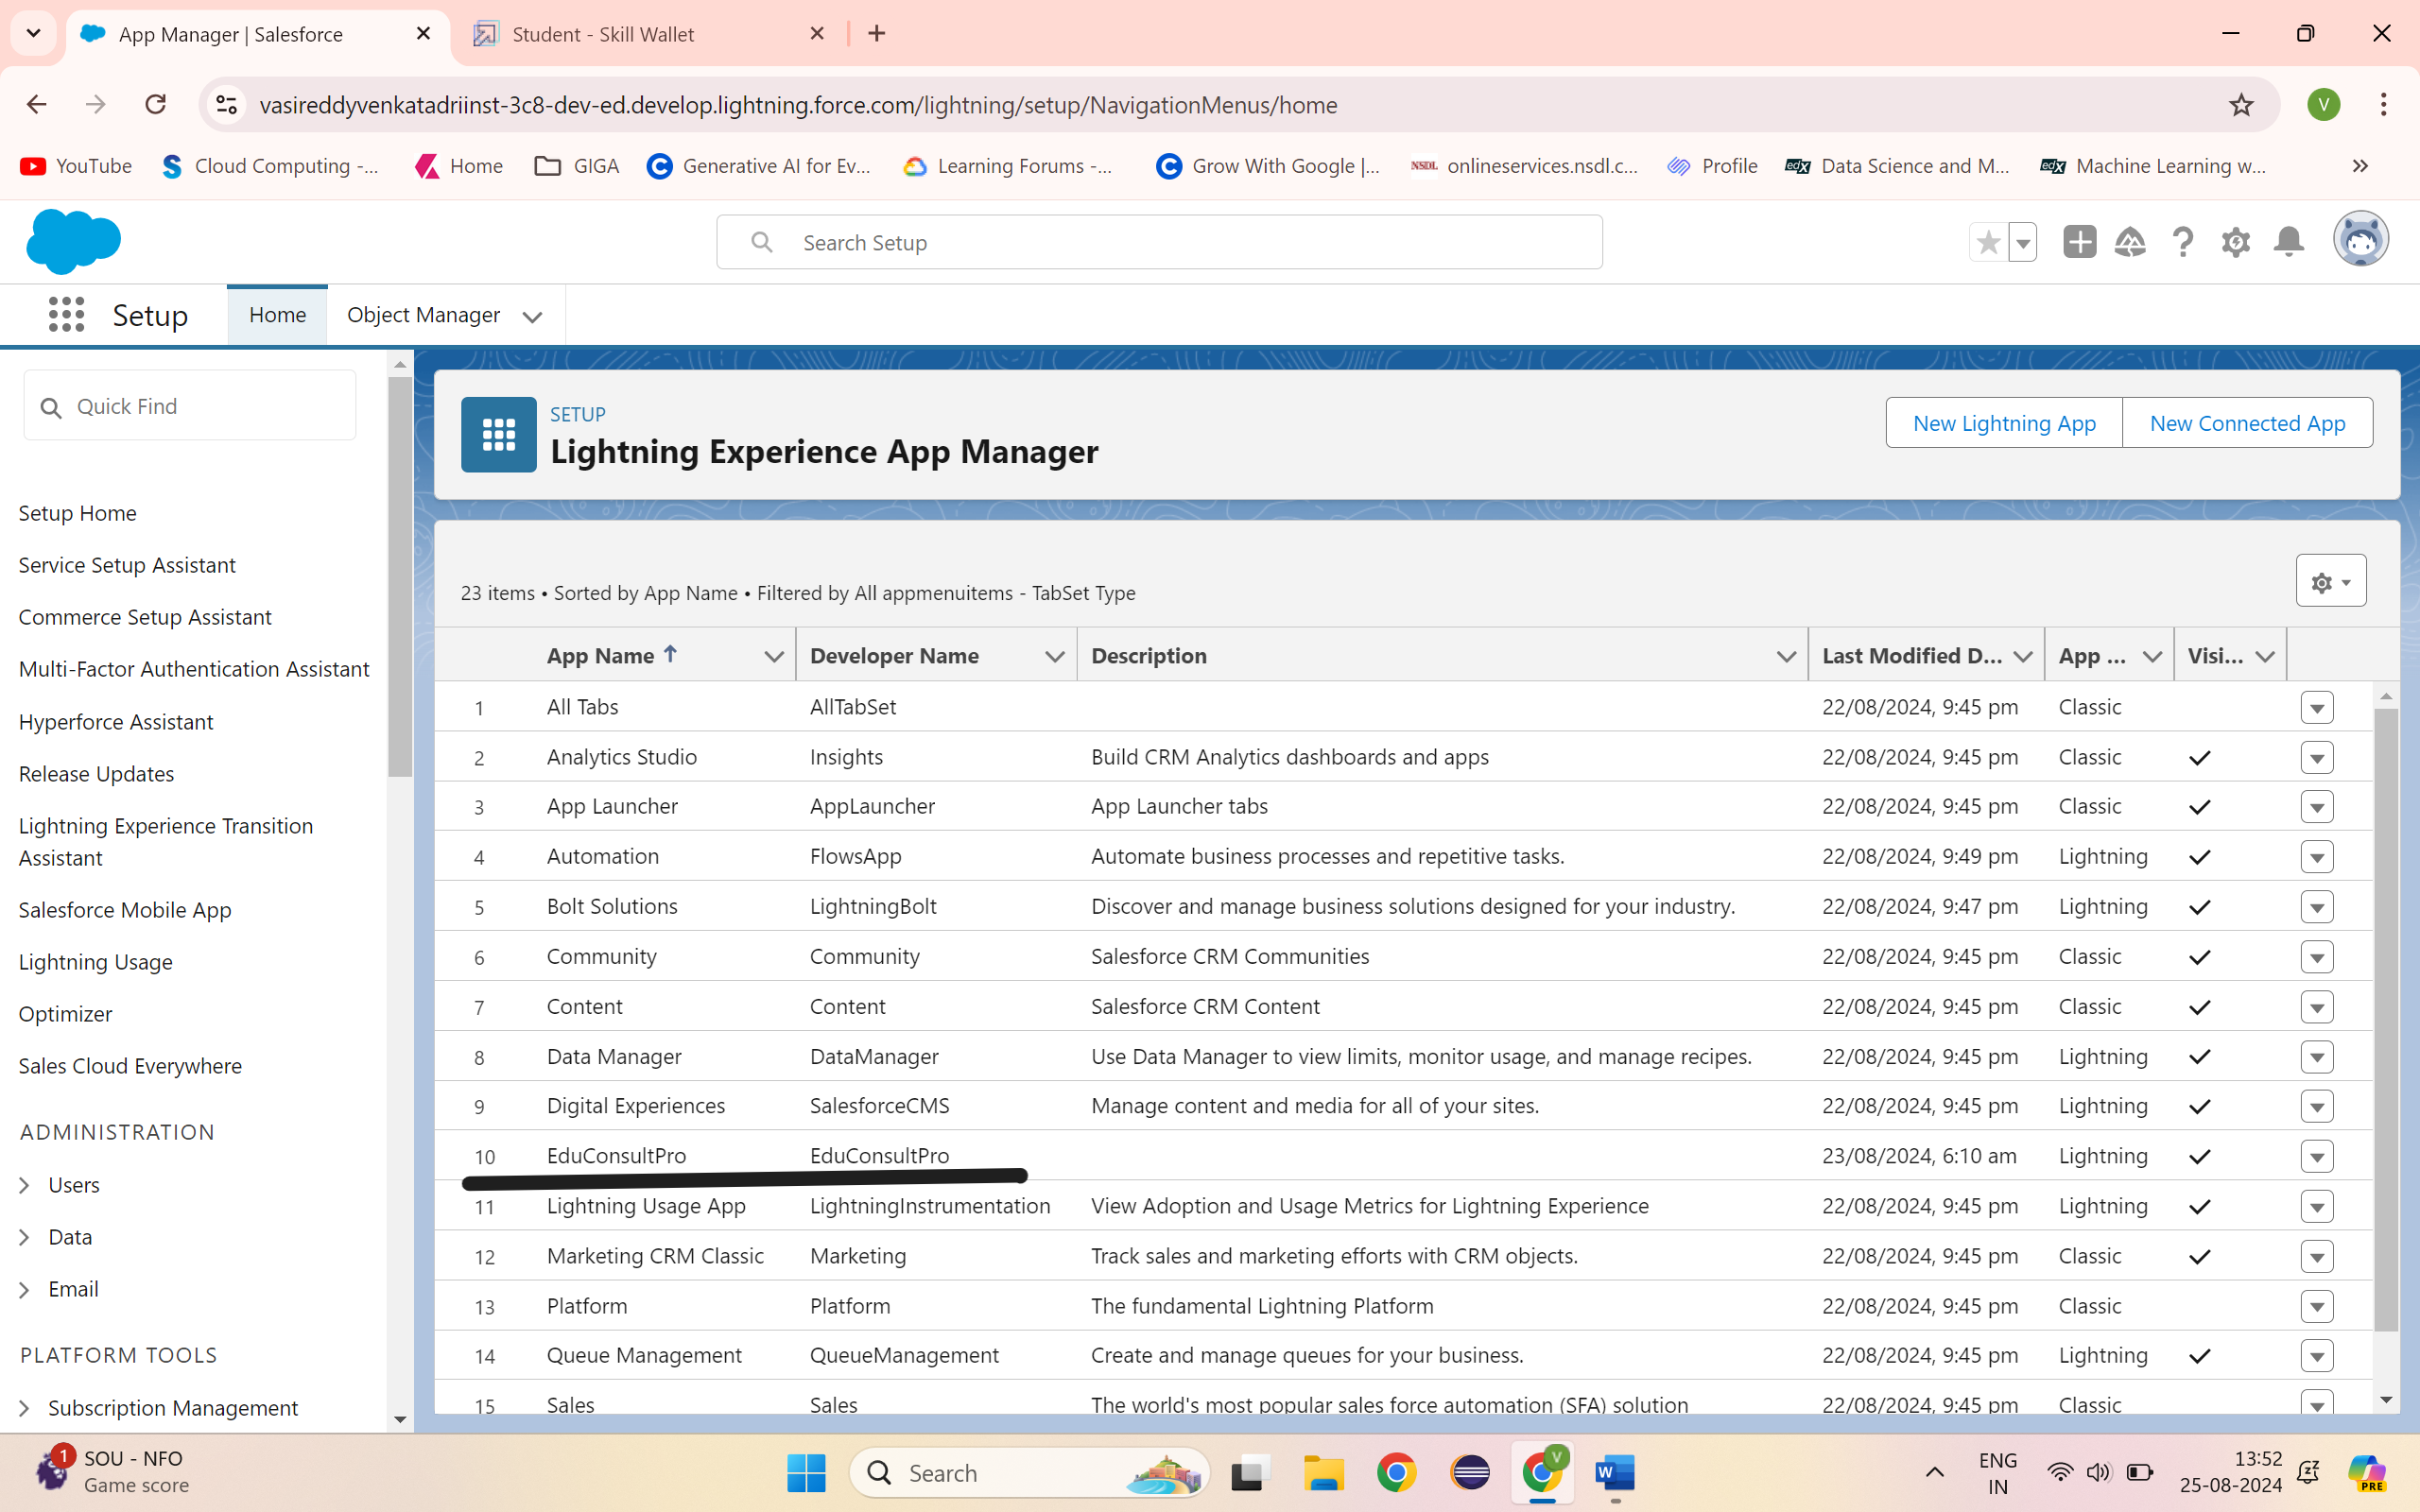 App Manager | Salesforce
Student - Skill Wallet
vasireddyvenkatadriinst-3c8-dev-ed.develop.lightning.force.com/lightning/setup/NavigationMenus/home
V
YouTube
Cloud Computing -...
Home
GIGA
Generative AI for Ev...
Learning Forums -...
Grow With Google |...
NSDL onlineservices.nsdl.c...
Profile
edX Data Science and M...
edX Machine Learning w...
Search Setup
Setup
Home
Object Manager
Quick Find
Setup Home
Service Setup Assistant
Commerce Setup Assistant
Multi-Factor Authentication Assistant
Hyperforce Assistant
Release Updates
Lightning Experience Transition
Assistant
Salesforce Mobile App
Lightning Usage
Optimizer
Sales Cloud Everywhere
ADMINISTRATION
Users
Data
Email
PLATFORM TOOLS
Subscription Management
SETUP
Lightning Experience App Manager
New Lightning App
New Connected App
23 items • Sorted by App Name • Filtered by All appmenuitems - TabSet Type
App Name ↑ Developer Name Description Last Modified D... App ... Visi...
1 All Tabs AllTabSet 22/08/2024, 9:45 pm Classic
2 Analytics Studio Insights Build CRM Analytics dashboards and apps 22/08/2024, 9:45 pm Classic ✓
3 App Launcher AppLauncher App Launcher tabs 22/08/2024, 9:45 pm Classic ✓
4 Automation FlowsApp Automate business processes and repetitive tasks. 22/08/2024, 9:49 pm Lightning ✓
5 Bolt Solutions LightningBolt Discover and manage business solutions designed for your industry. 22/08/2024, 9:47 pm Lightning ✓
6 Community Community Salesforce CRM Communities 22/08/2024, 9:45 pm Classic ✓
7 Content Content Salesforce CRM Content 22/08/2024, 9:45 pm Classic ✓
8 Data Manager DataManager Use Data Manager to view limits, monitor usage, and manage recipes. 22/08/2024, 9:45 pm Lightning ✓
9 Digital Experiences SalesforceCMS Manage content and media for all of your sites. 22/08/2024, 9:45 pm Lightning ✓
10 EduConsultPro EduConsultPro 23/08/2024, 6:10 am Lightning ✓
11 Lightning Usage App LightningInstrumentation View Adoption and Usage Metrics for Lightning Experience 22/08/2024, 9:45 pm Lightning ✓
12 Marketing CRM Classic Marketing Track sales and marketing efforts with CRM objects. 22/08/2024, 9:45 pm Classic ✓
13 Platform Platform The fundamental Lightning Platform 22/08/2024, 9:45 pm Classic
14 Queue Management QueueManagement Create and manage queues for your business. 22/08/2024, 9:45 pm Lightning ✓
15 Sales Sales The world's most popular sales force automation (SFA) solution 22/08/2024, 9:45 pm Classic
1
SOU - NFO
Game score
Search
V
W
ENG
IN
13:52
25-08-2024
PRE